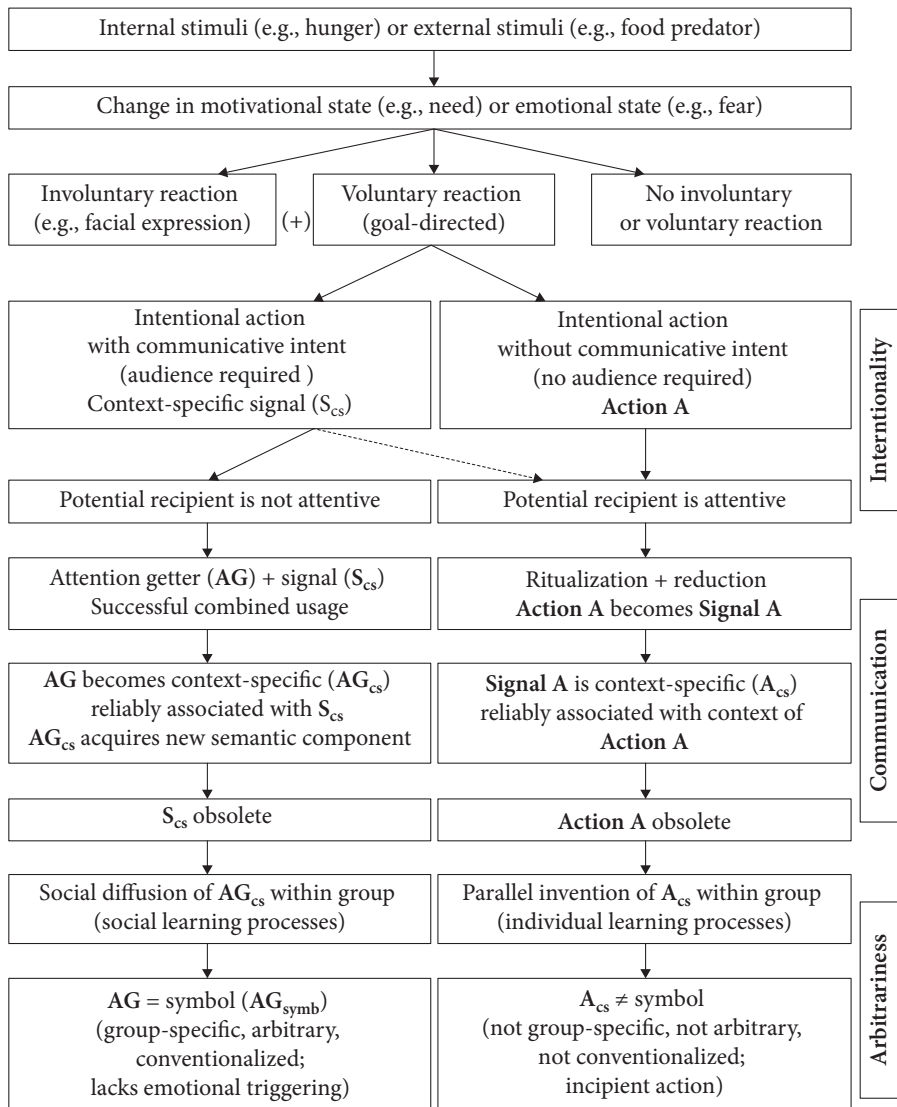 Internal stimuli (e.g., hunger) or external stimuli (e.g., food predator)
Change in motivational state (e.g., need) or emotional state (e.g., fear)
Involuntary reaction
(e.g., facial expression)
(+)
Voluntary reaction
(goal-directed)
No involuntary
or voluntary reaction
Intentional action
with communicative intent
(audience required )
Context-specific signal (Scs)
Intentional action
without communicative intent
(no audience required)
Action A
Interntionality
Potential recipient is not attentive
Potential recipient is attentive
Attention getter (AG) + signal (Scs)
Successful combined usage
Ritualization + reduction
Action A becomes Signal A
AG becomes context-specific (AGcs)
reliably associated with Scs
AGcs acquires new semantic component
Signal A is context-specific (Acs)
reliably associated with context of
Action A
Communication
Scs obsolete
Action A obsolete
Social diffusion of AGcs within group
(social learning processes)
Parallel invention of Acs within group
(individual learning processes)
AG = symbol (AGsymb)
(group-specific, arbitrary,
conventionalized;
lacks emotional triggering)
Acs ≠ symbol
(not group-specific, not arbitrary,
not conventionalized;
incipient action)
Arbitrariness